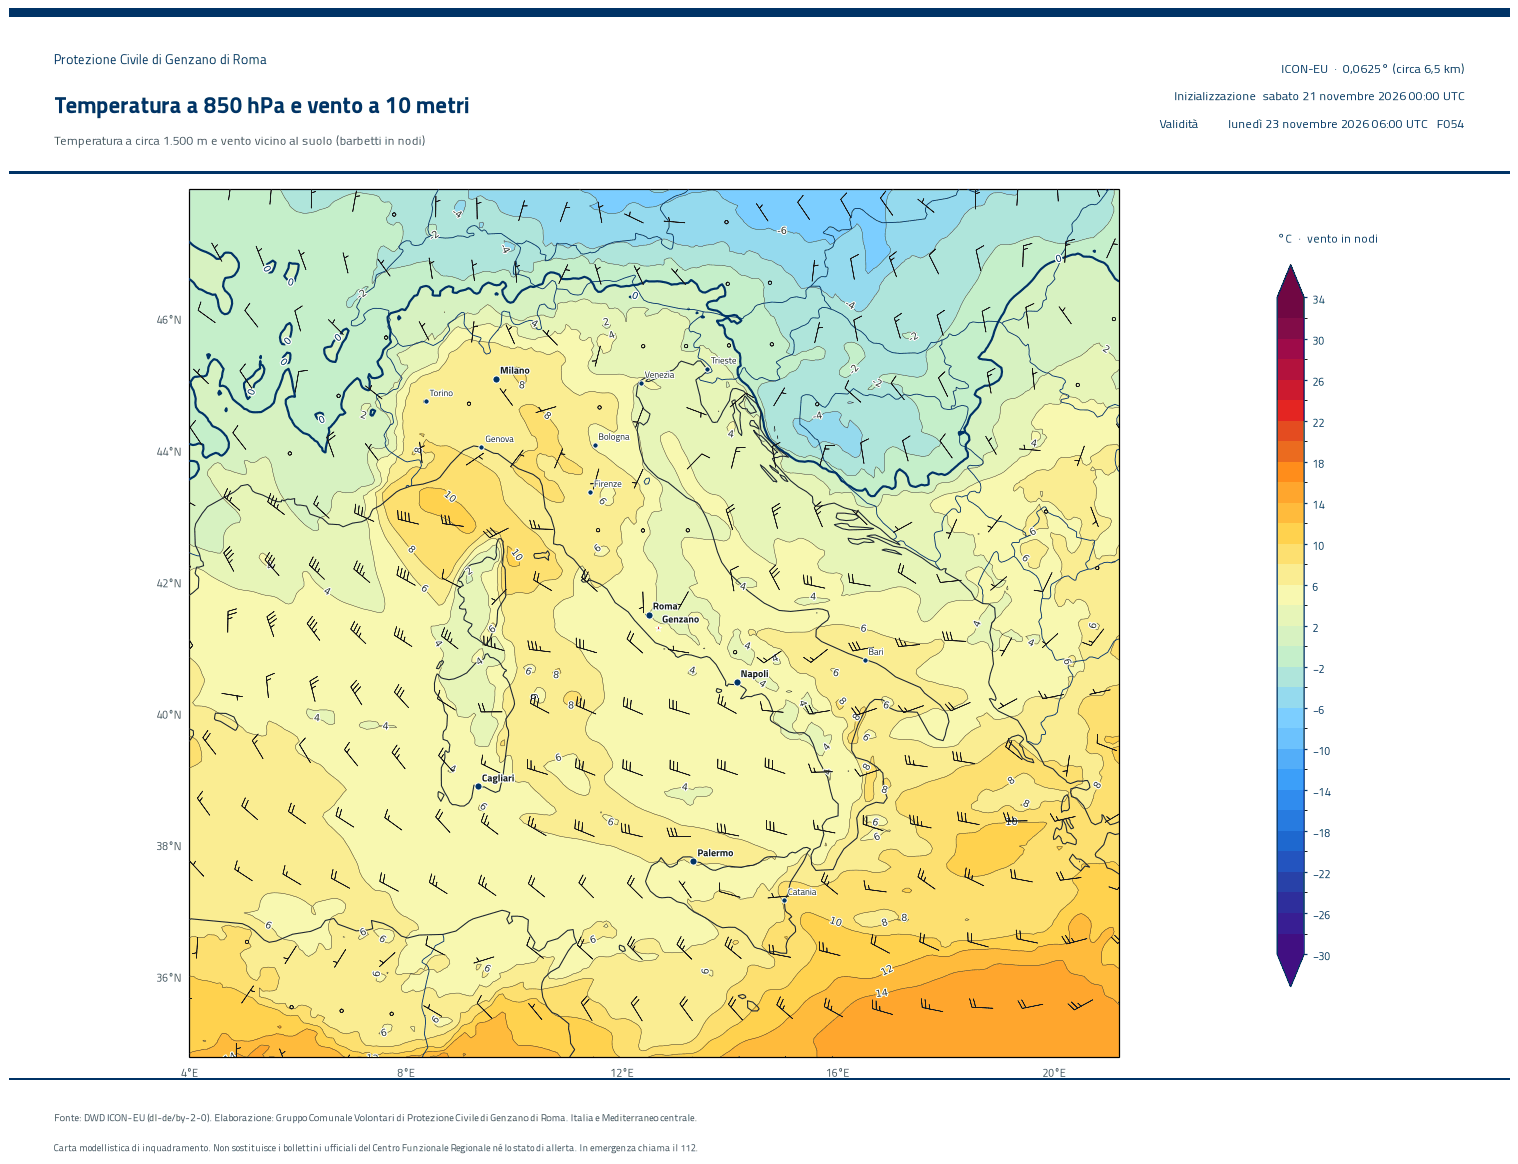 Protezione Civile di Genzano di Roma
Temperatura a 850 hPa e vento a 10 metri
Temperatura a circa 1.500 m e vento vicino al suolo (barbetti in nodi)
ICON-EU · 0,0625° (circa 6,5 km)
Inizializzazione sabato 21 novembre 2026 00:00 UTC
Validità lunedì 23 novembre 2026 06:00 UTC F054
°C · vento in nodi
34
30
26
22
18
14
10
6
2
−2
−6
−10
−14
−18
−22
−26
−30
46°N
44°N
42°N
40°N
38°N
36°N
4°E
8°E
12°E
16°E
20°E
Milano
Torino
Venezia
Trieste
Genova
Bologna
Firenze
Roma
Genzano
Napoli
Bari
Cagliari
Palermo
Catania
Fonte: DWD ICON-EU (dl-de/by-2-0). Elaborazione: Gruppo Comunale Volontari di Protezione Civile di Genzano di Roma. Italia e Mediterraneo centrale.
Carta modellistica di inquadramento. Non sostituisce i bollettini ufficiali del Centro Funzionale Regionale né lo stato di allerta. In emergenza chiama il 112.